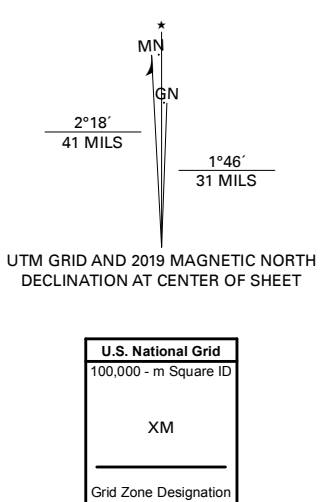 ★
MN
GN
2°18´
41 MILS
1°46´
31 MILS
UTM GRID AND 2019 MAGNETIC NORTH
DECLINATION AT CENTER OF SHEET
U.S. National Grid
100,000 - m Square ID
XM
Grid Zone Designation